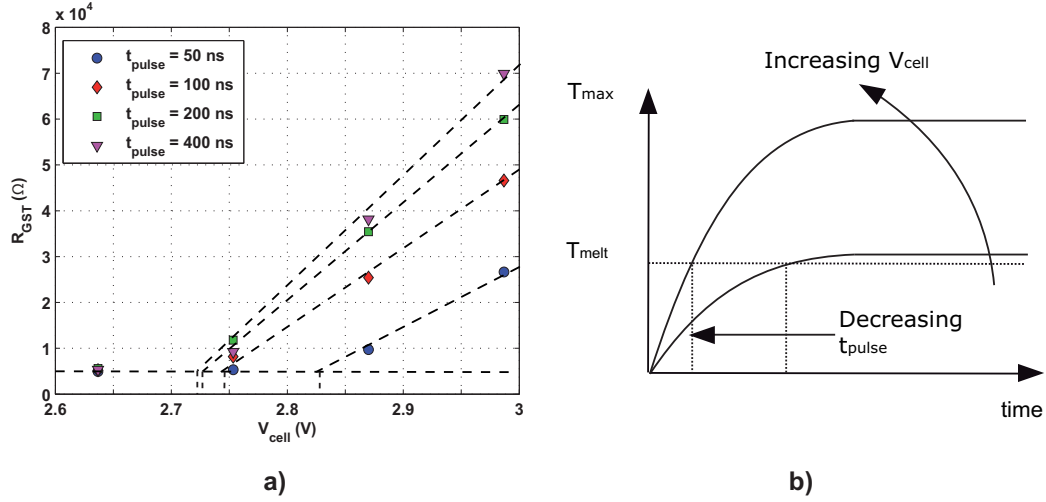 x 10⁴
8
7
6
5
4
3
2
1
0
2.6
2.7
2.8
2.9
3
R_GST (Ω)
V_cell (V)
t_pulse = 50 ns
t_pulse = 100 ns
t_pulse = 200 ns
t_pulse = 400 ns
a)
Increasing Vcell
Tmax
Tmelt
Decreasing
tpulse
time
b)